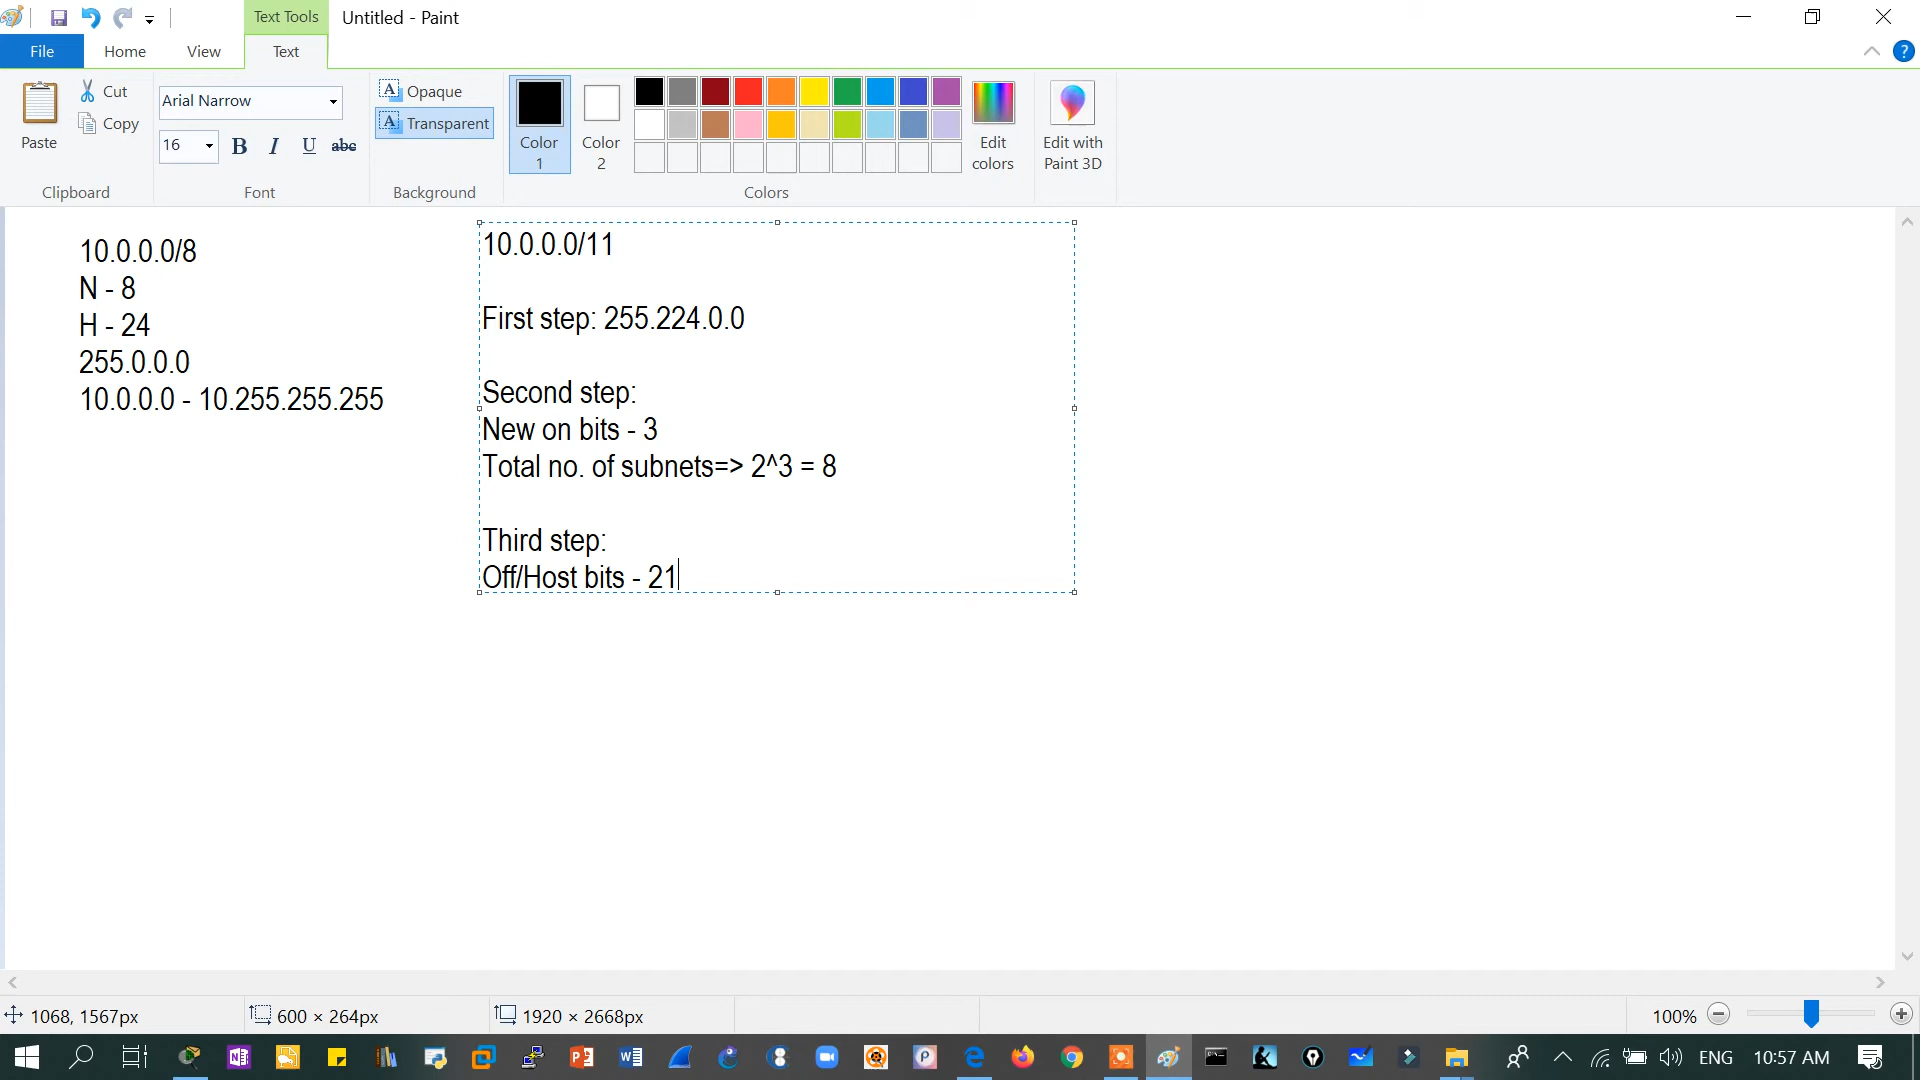 Text Tools
Untitled - Paint
File
Home
View
Text
Paste
Cut
Copy
Clipboard
Arial Narrow
16
B
I
U
abc
Font
A Opaque
A Transparent
Background
Color 1
Color 2
Colors
Edit colors
Edit with Paint 3D
10.0.0.0/8
N - 8
H - 24
255.0.0.0
10.0.0.0 - 10.255.255.255
10.0.0.0/11
First step: 255.224.0.0
Second step:
New on bits - 3
Total no. of subnets=> 2^3 = 8
Third step:
Off/Host bits - 21
1068, 1567px
600 × 264px
1920 × 2668px
100%
ENG
10:57 AM